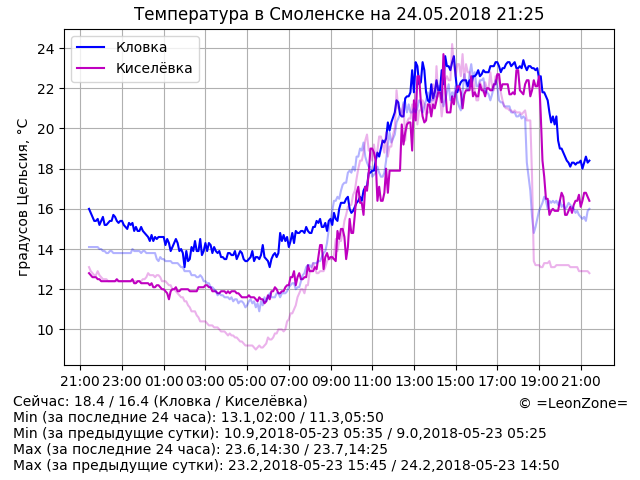 Температура в Смоленске на 24.05.2018 21:25
Кловка
Киселёвка
градусов Цельсия, °C
24
22
20
18
16
14
12
10
21:00 23:00 01:00 03:00 05:00 07:00 09:00 11:00 13:00 15:00 17:00 19:00 21:00
Сейчас: 18.4 / 16.4 (Кловка / Киселёвка)
© =LeonZone=
Min (за последние 24 часа): 13.1,02:00 / 11.3,05:50
Min (за предыдущие сутки): 10.9,2018-05-23 05:35 / 9.0,2018-05-23 05:25
Max (за последние 24 часа): 23.6,14:30 / 23.7,14:25
Max (за предыдущие сутки): 23.2,2018-05-23 15:45 / 24.2,2018-05-23 14:50